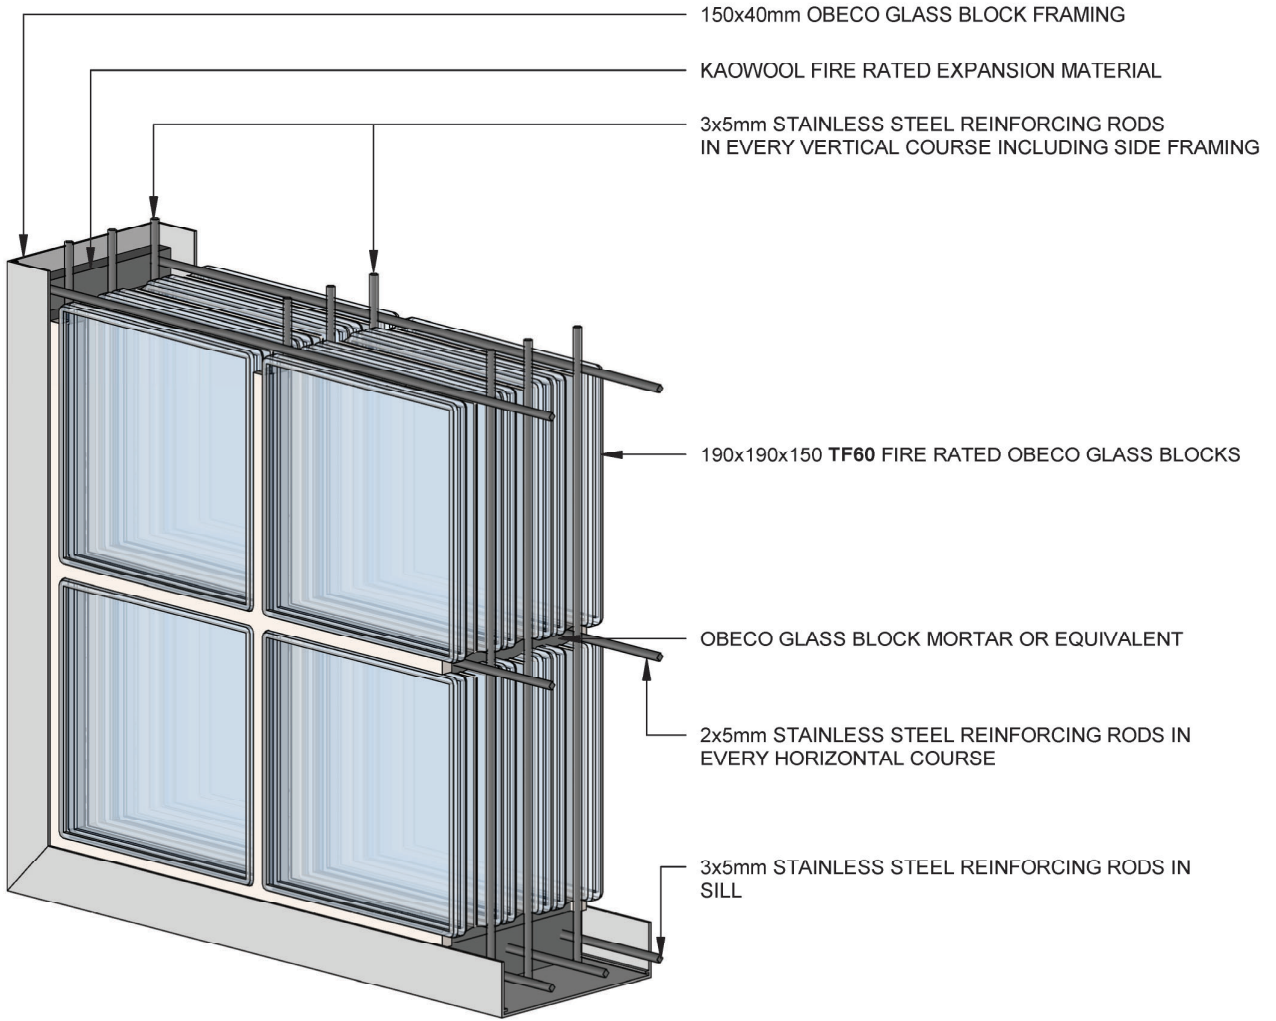 150x40mm OBECO GLASS BLOCK FRAMING
KAOWOOL FIRE RATED EXPANSION MATERIAL
3x5mm STAINLESS STEEL REINFORCING RODS
IN EVERY VERTICAL COURSE INCLUDING SIDE FRAMING
190x190x150 TF60 FIRE RATED OBECO GLASS BLOCKS
OBECO GLASS BLOCK MORTAR OR EQUIVALENT
2x5mm STAINLESS STEEL REINFORCING RODS IN
EVERY HORIZONTAL COURSE
3x5mm STAINLESS STEEL REINFORCING RODS IN
SILL